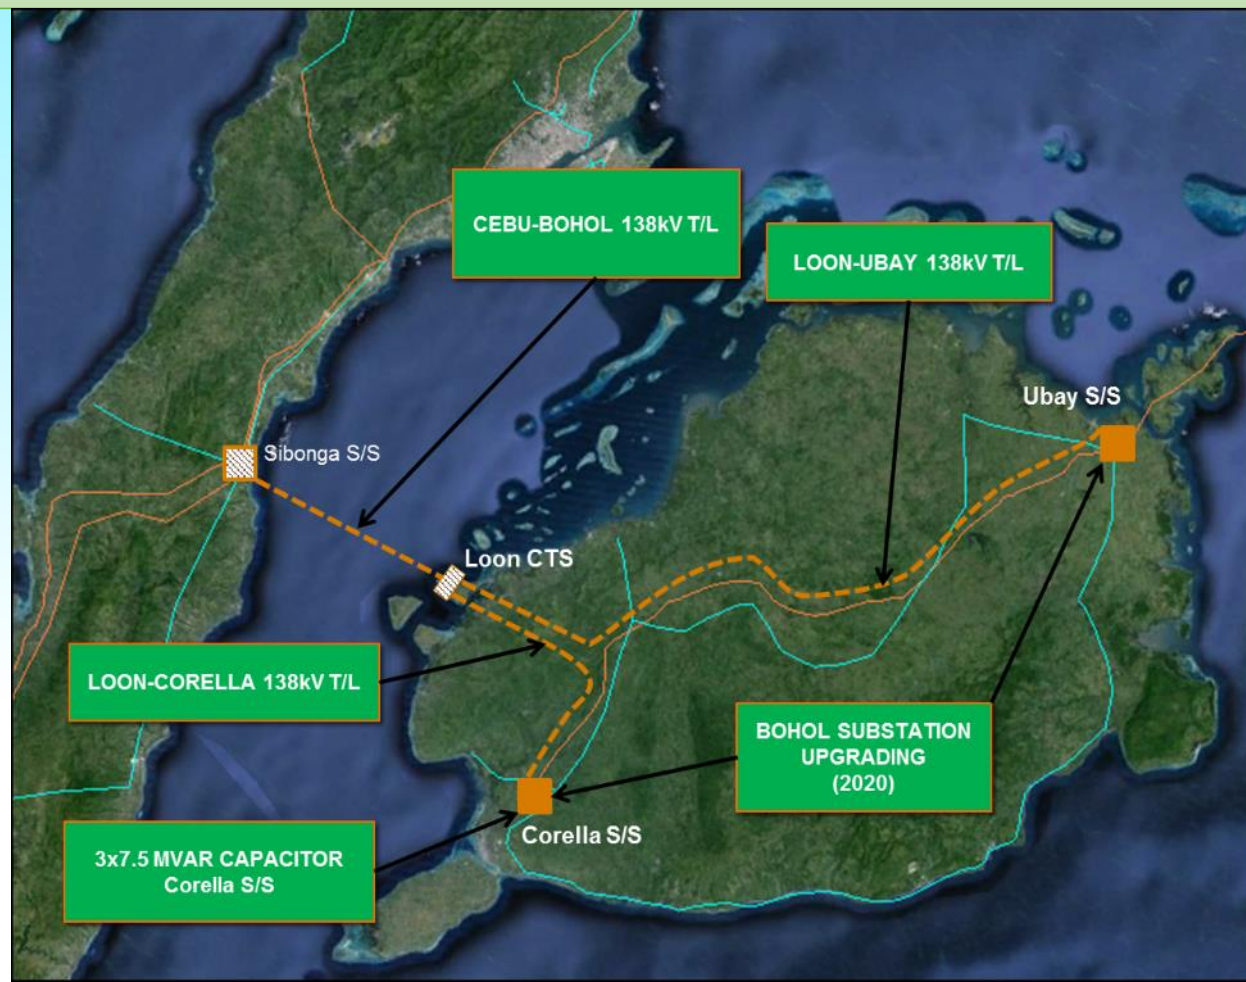 CEBU-BOHOL 138kV T/L
LOON-UBAY 138kV T/L
Ubay S/S
Sibonga S/S
Loon CTS
LOON-CORELLA 138kV T/L
BOHOL SUBSTATION
UPGRADING
(2020)
Corella S/S
3x7.5 MVAR CAPACITOR
Corella S/S